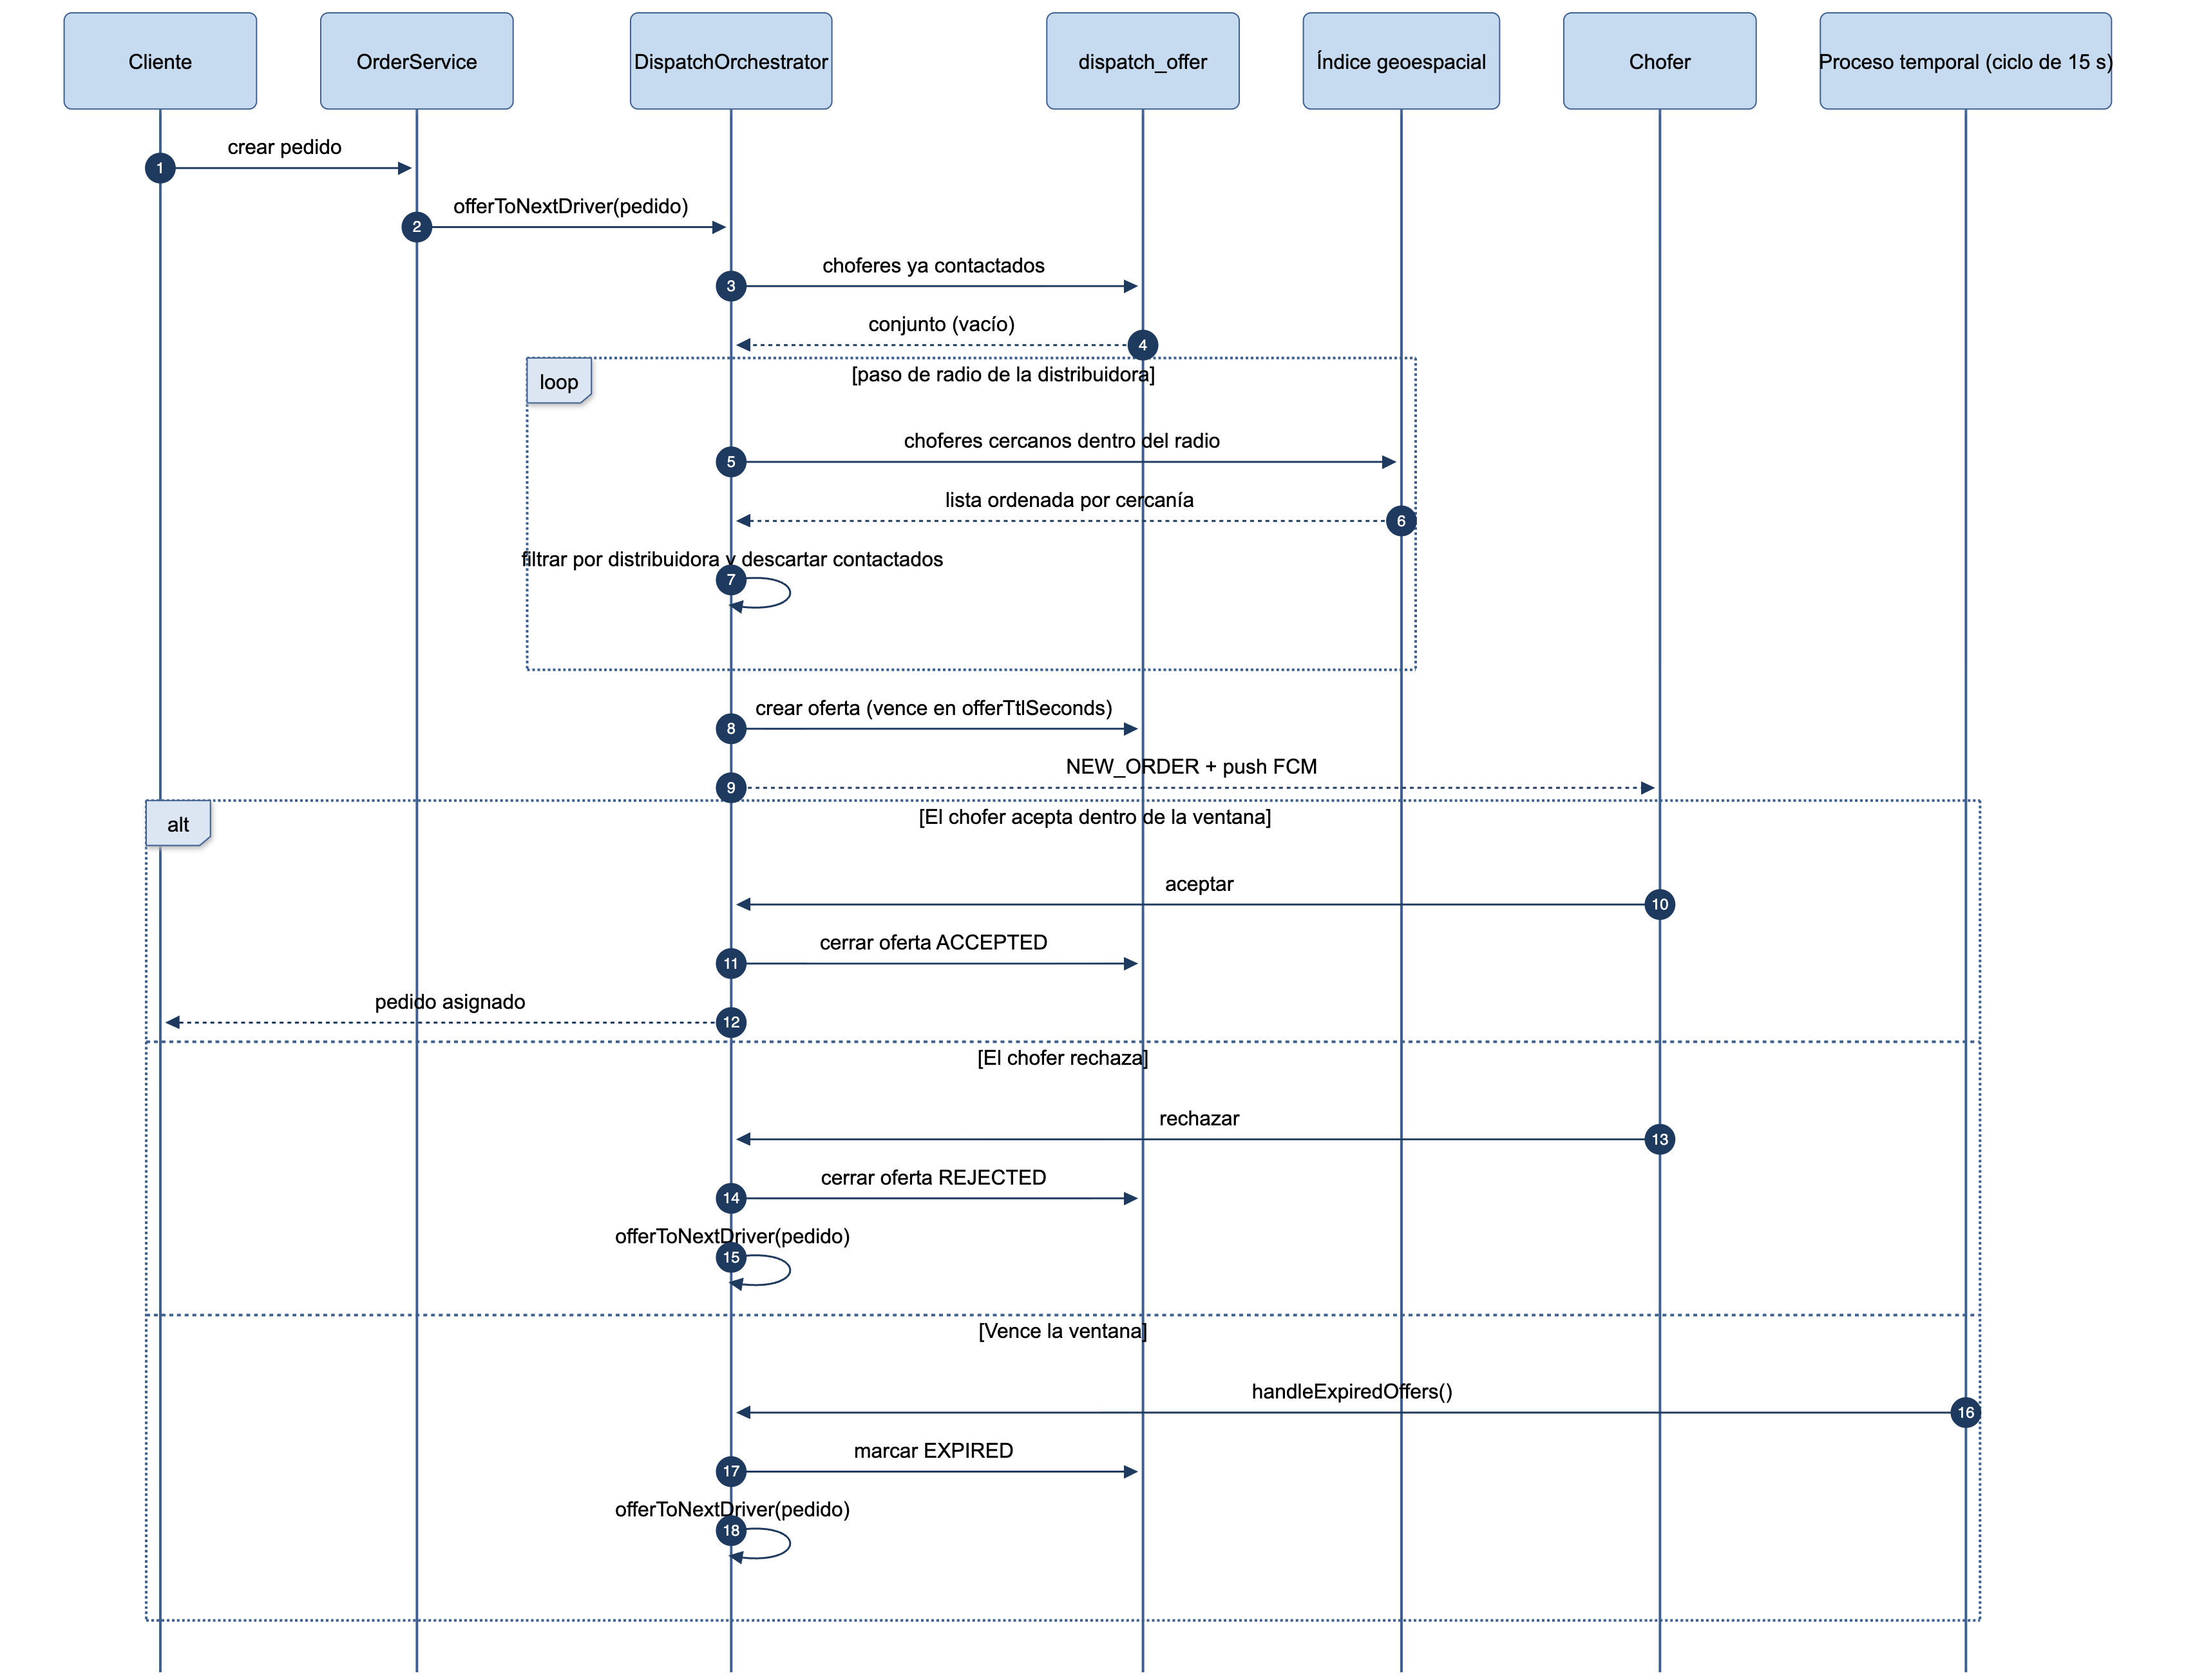 Cliente
OrderService
DispatchOrchestrator
dispatch_offer
Índice geoespacial
Chofer
Proceso temporal (ciclo de 15 s)
crear pedido
1
offerToNextDriver(pedido)
2
choferes ya contactados
3
conjunto (vacío)
4
loop
[paso de radio de la distribuidora]
choferes cercanos dentro del radio
5
lista ordenada por cercanía
6
filtrar por distribuidora y descartar contactados
7
crear oferta (vence en offerTtlSeconds)
8
NEW_ORDER + push FCM
9
alt
[El chofer acepta dentro de la ventana]
aceptar
10
cerrar oferta ACCEPTED
11
pedido asignado
12
[El chofer rechaza]
rechazar
13
cerrar oferta REJECTED
14
offerToNextDriver(pedido)
15
[Vence la ventana]
handleExpiredOffers()
16
marcar EXPIRED
17
offerToNextDriver(pedido)
18